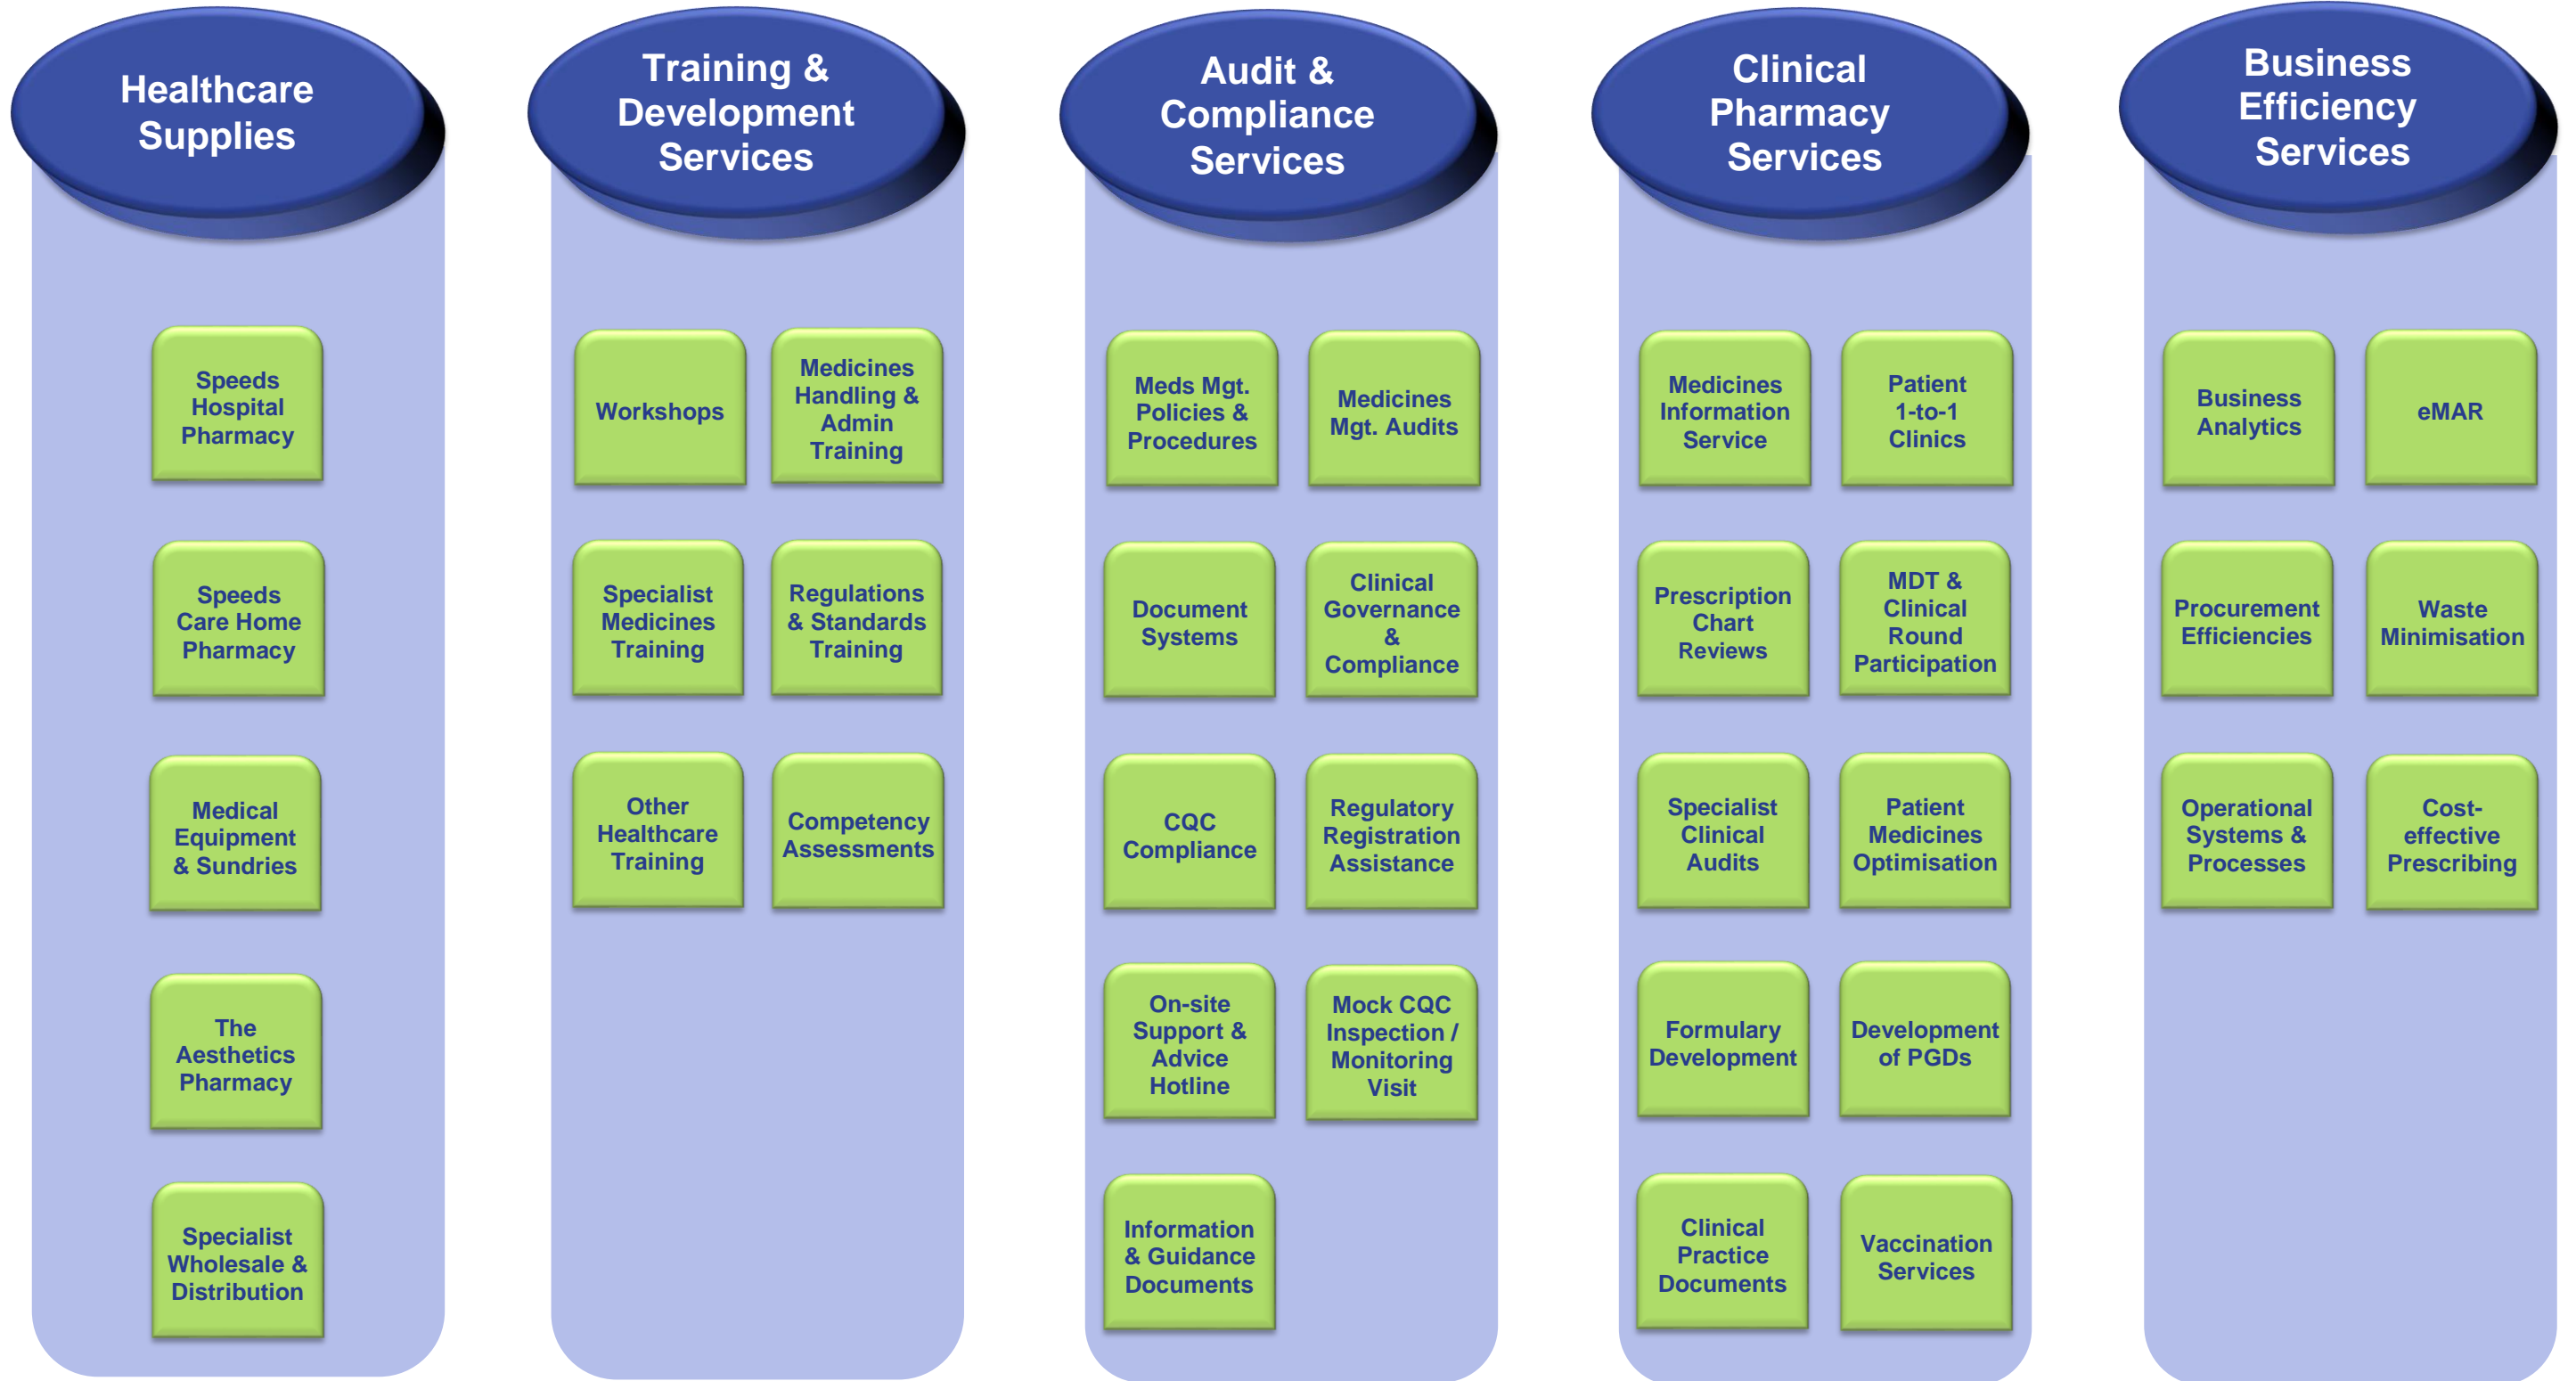 Healthcare
Supplies
Speeds
Hospital
Pharmacy
Speeds
Care Home
Pharmacy
Medical
Equipment
& Sundries
The
Aesthetics
Pharmacy
Specialist
Wholesale &
Distribution
Training &
Development
Services
Workshops
Medicines
Handling &
Admin
Training
Specialist
Medicines
Training
Regulations
& Standards
Training
Other
Healthcare
Training
Competency
Assessments
Audit &
Compliance
Services
Meds Mgt.
Policies &
Procedures
Medicines
Mgt. Audits
Document
Systems
Clinical
Governance
&
Compliance
CQC
Compliance
Regulatory
Registration
Assistance
On-site
Support &
Advice
Hotline
Mock CQC
Inspection /
Monitoring
Visit
Information
& Guidance
Documents
Clinical
Pharmacy
Services
Medicines
Information
Service
Patient
1-to-1
Clinics
Prescription
Chart
Reviews
MDT &
Clinical
Round
Participation
Specialist
Clinical
Audits
Patient
Medicines
Optimisation
Formulary
Development
Development
of PGDs
Clinical
Practice
Documents
Vaccination
Services
Business
Efficiency
Services
Business
Analytics
eMAR
Procurement
Efficiencies
Waste
Minimisation
Operational
Systems &
Processes
Cost-
effective
Prescribing